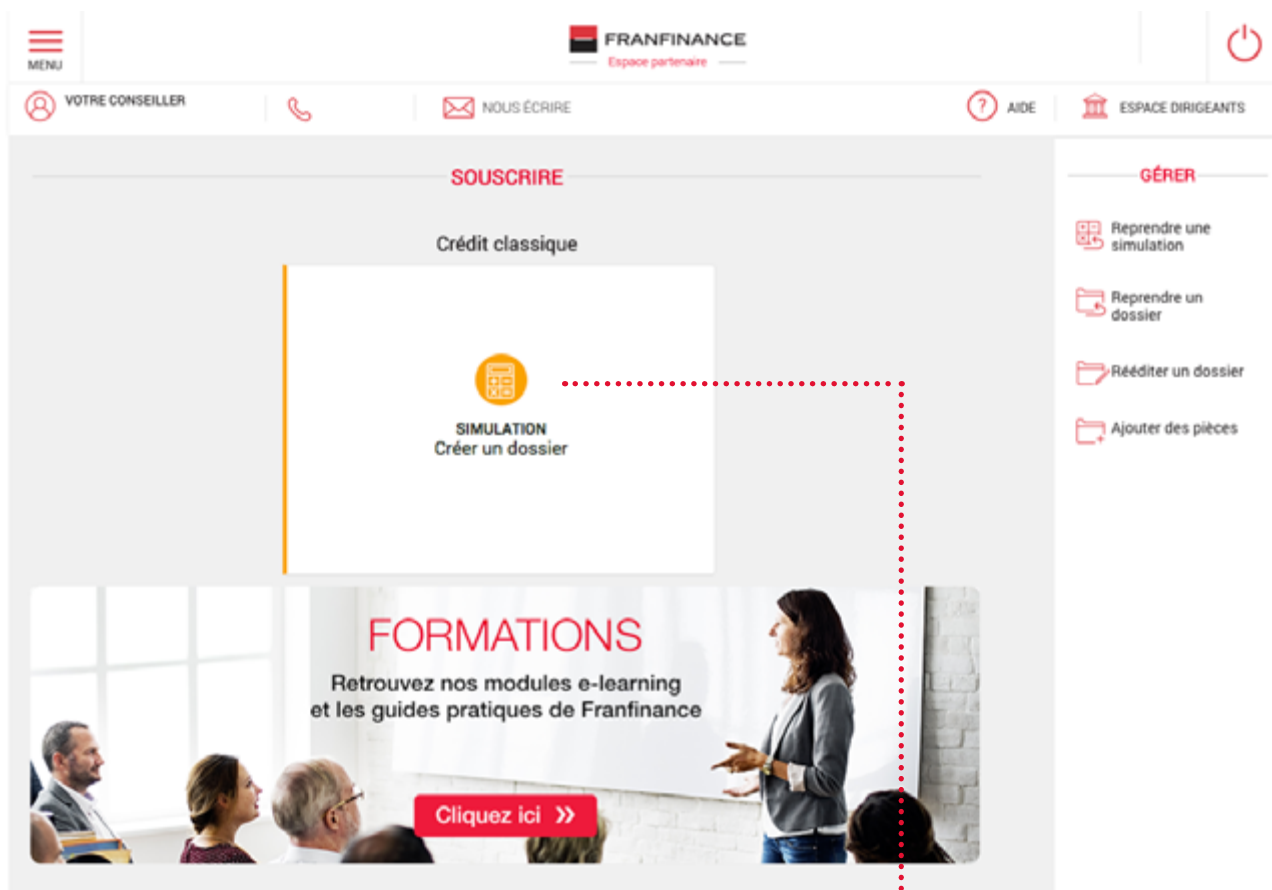 MENU
FRANFINANCE
Espace partenaire
VOTRE CONSEILLER
NOUS ÉCRIRE
? AIDE
ESPACE DIRIGEANTS
SOUSCRIRE
Crédit classique
SIMULATION
Créer un dossier
GÉRER
Reprendre une
simulation
Reprendre un
dossier
Rééditer un dossier
Ajouter des pièces
FORMATIONS
Retrouvez nos modules e-learning
et les guides pratiques de Franfinance
Cliquez ici »